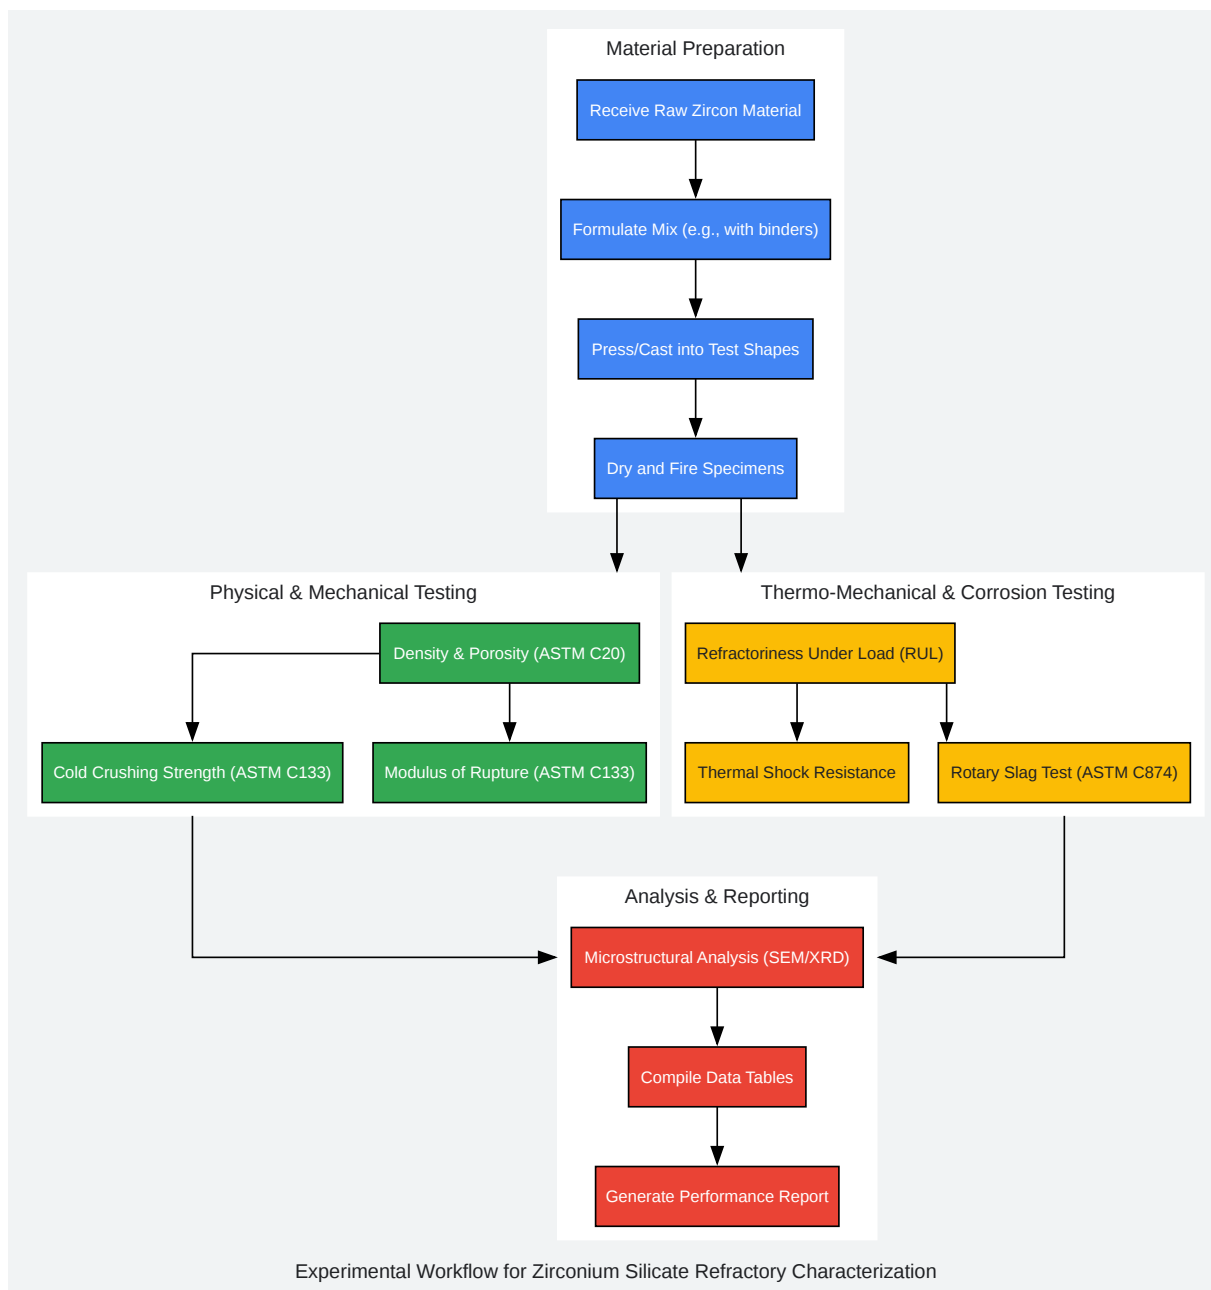 Material Preparation
Receive Raw Zircon Material
Formulate Mix (e.g., with binders)
Press/Cast into Test Shapes
Dry and Fire Specimens
Physical & Mechanical Testing
Density & Porosity (ASTM C20)
Cold Crushing Strength (ASTM C133)
Modulus of Rupture (ASTM C133)
Thermo-Mechanical & Corrosion Testing
Refractoriness Under Load (RUL)
Thermal Shock Resistance
Rotary Slag Test (ASTM C874)
Analysis & Reporting
Microstructural Analysis (SEM/XRD)
Compile Data Tables
Generate Performance Report
Experimental Workflow for Zirconium Silicate Refractory Characterization